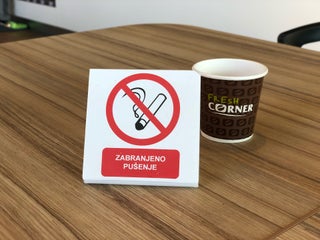 ZABRANJENO
PUŠENJE
FRESH
CORNER